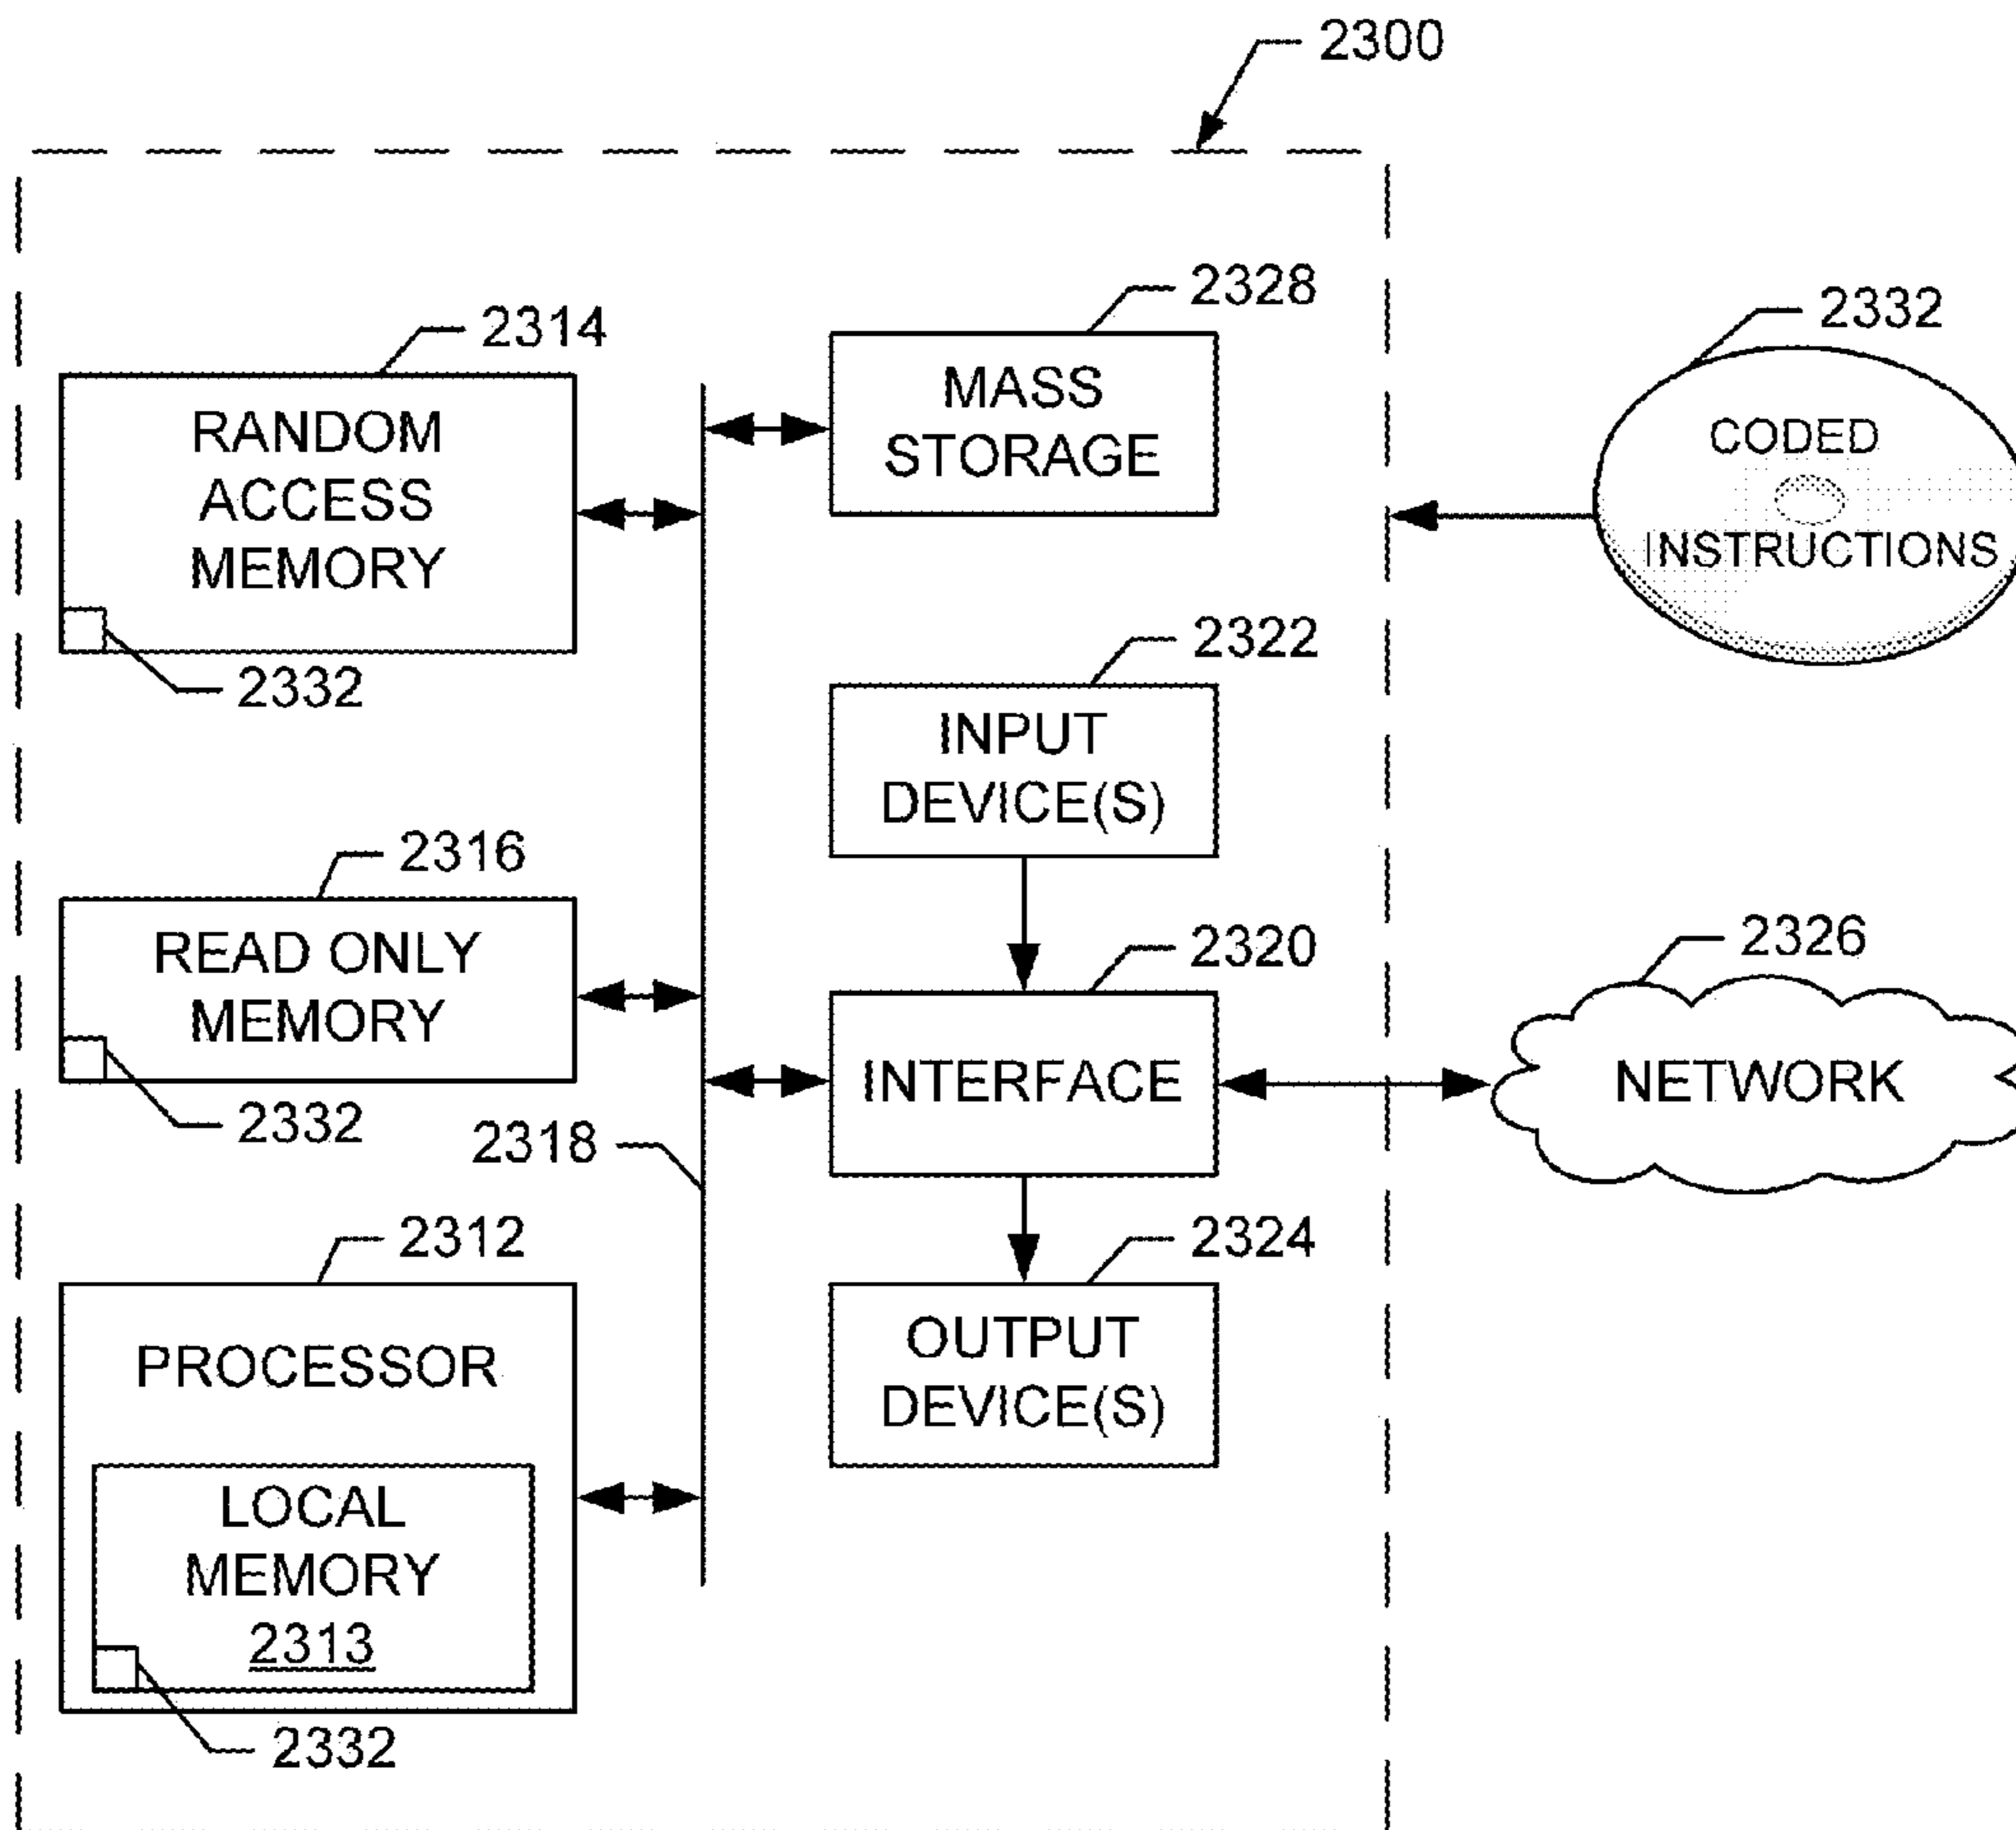 2300
2328
MASS
STORAGE
2314
RANDOM
ACCESS
MEMORY
2332
2332
CODED
INSTRUCTIONS
2322
INPUT
DEVICE(S)
2316
READ ONLY
MEMORY
2332
2320
INTERFACE
2326
NETWORK
2318
2312
PROCESSOR
LOCAL
MEMORY
2313
2332
2324
OUTPUT
DEVICE(S)